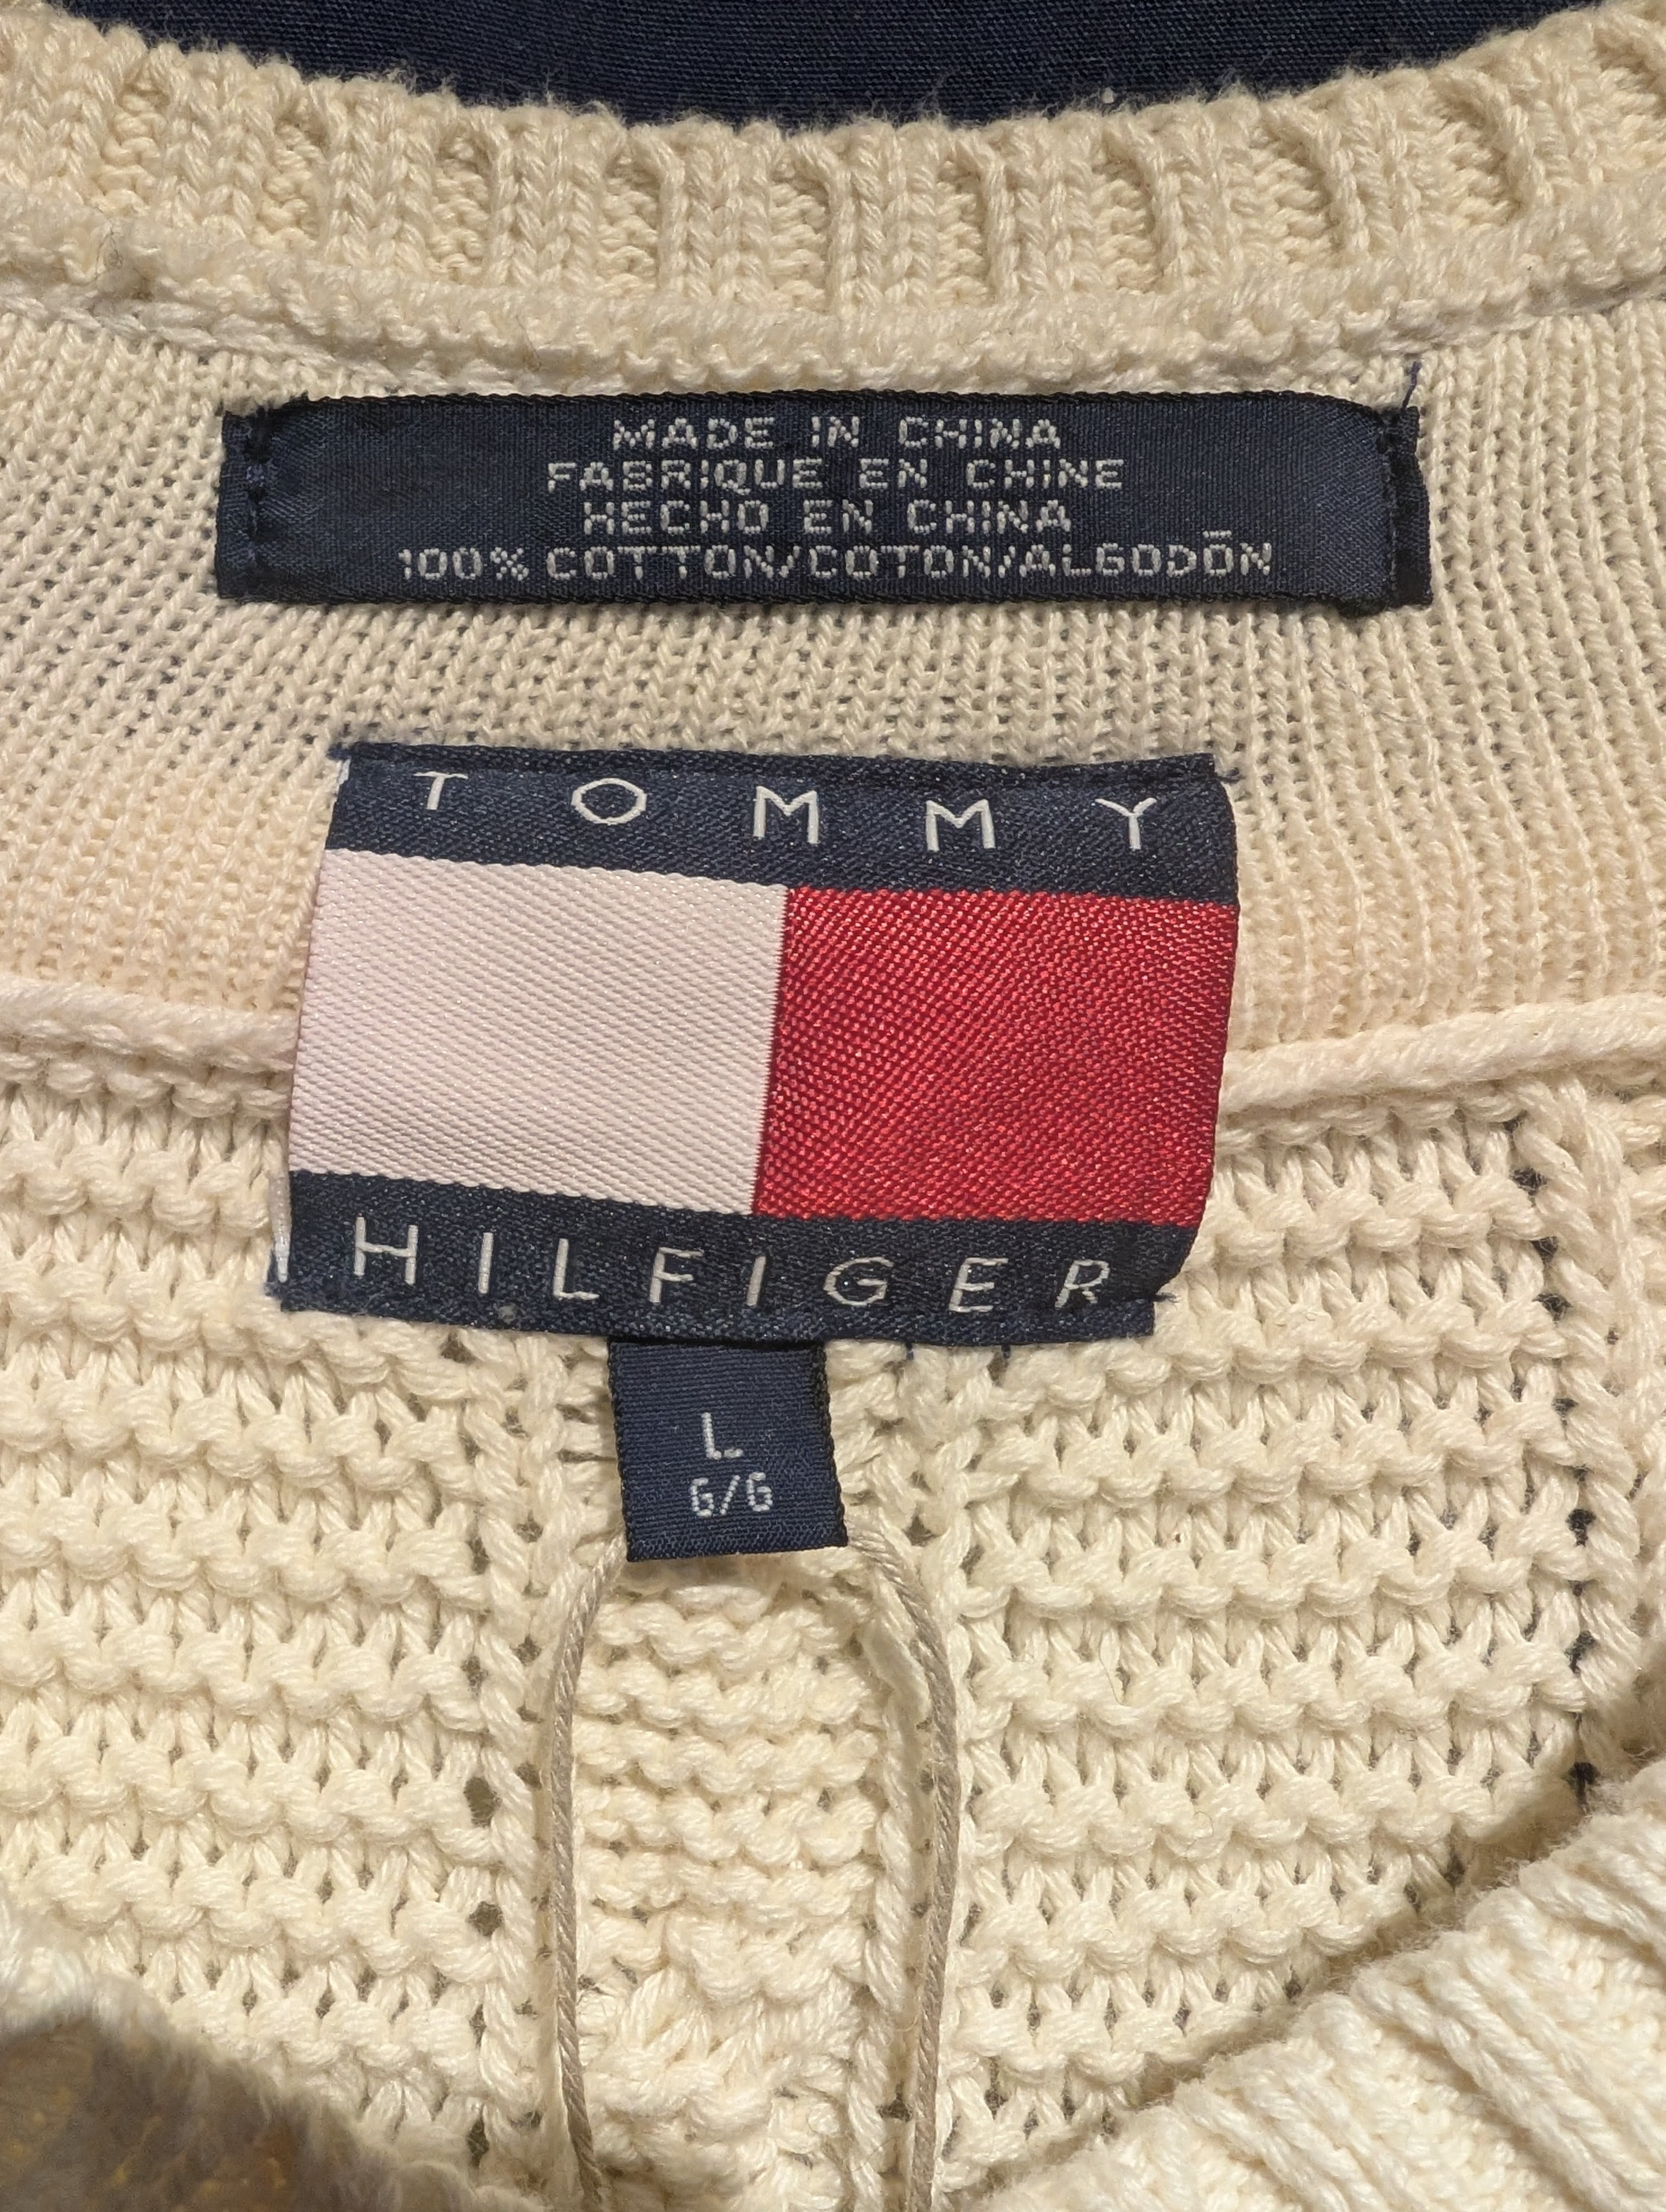 MADE IN CHINA
FABRIQUE EN CHINE
HECHO EN CHINA
100% COTTON/COTON/ALGODÓN
TOMMY
HILFIGER
L
G/G